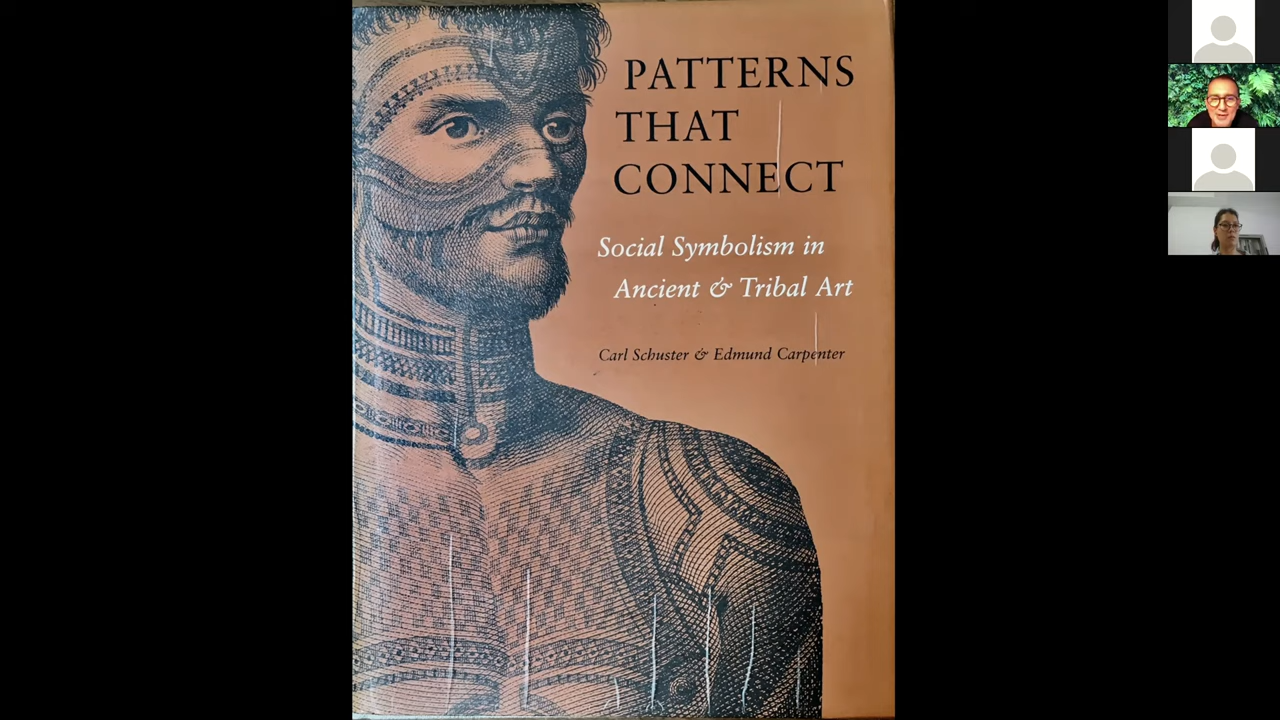 PATTERNS
THAT
CONNECT
Social Symbolism in
Ancient & Tribal Art
Carl Schuster & Edmund Carpenter